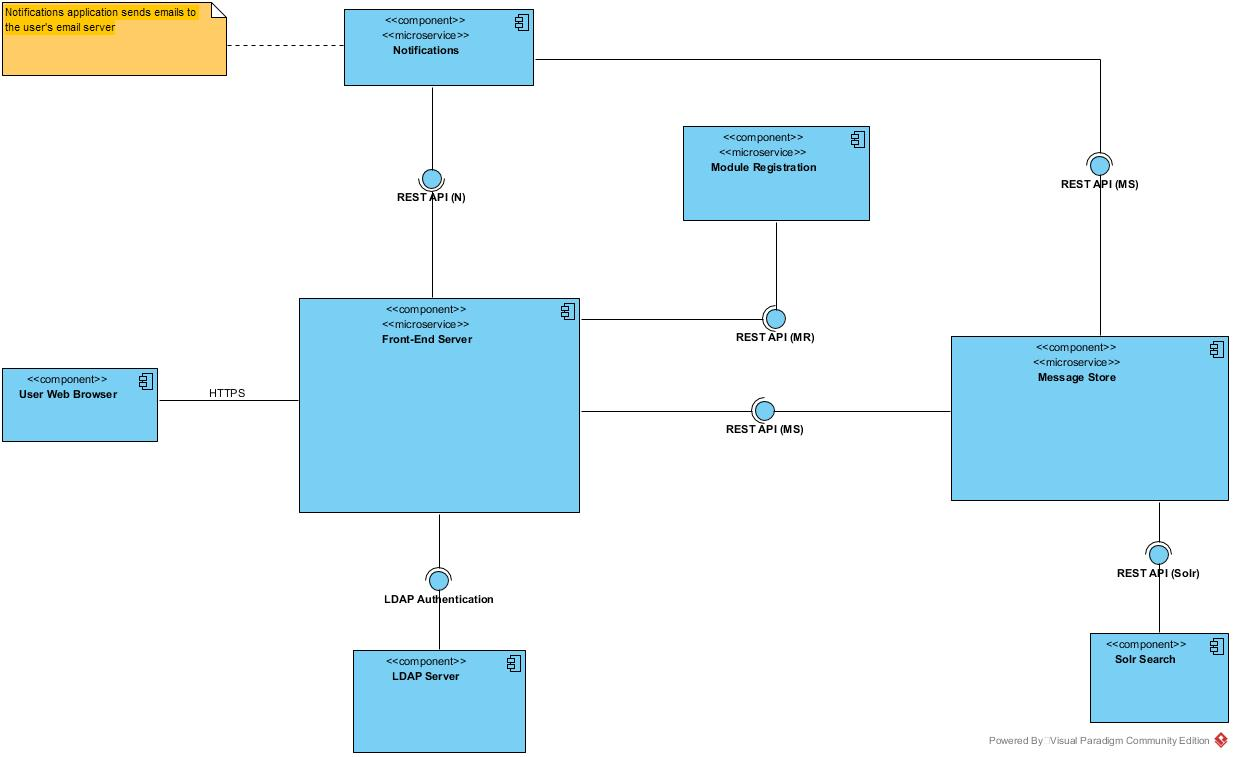 Notifications application sends emails to
the user's email server
<<component>>
<<microservice>>
Notifications
<<component>>
<<microservice>>
Module Registration
REST API (MS)
REST API (N)
<<component>>
<<microservice>>
Front-End Server
REST API (MR)
<<component>>
<<microservice>>
Message Store
<<component>>
User Web Browser
HTTPS
REST API (MS)
REST API (Solr)
LDAP Authentication
<<component>>
LDAP Server
<<component>>
Solr Search
Powered By Visual Paradigm Community Edition